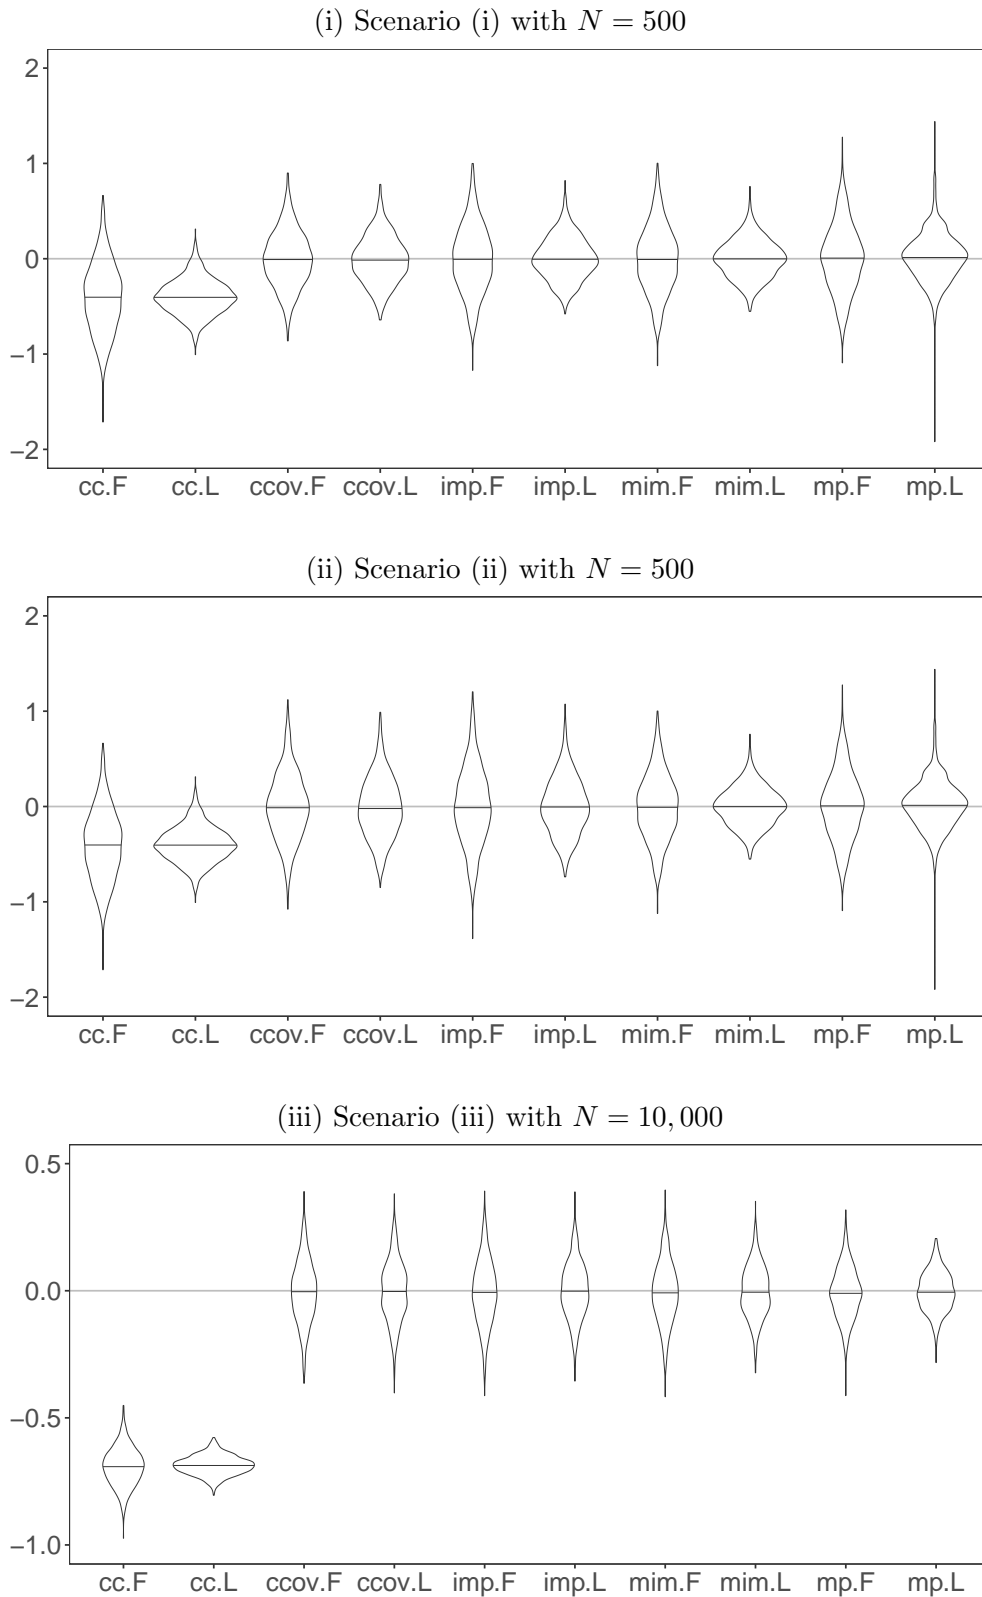 (i) Scenario (i) with N = 500
2
1
0
−1
−2
cc.F cc.L ccov.F ccov.L imp.F imp.L mim.F mim.L mp.F mp.L
(ii) Scenario (ii) with N = 500
2
1
0
−1
−2
cc.F cc.L ccov.F ccov.L imp.F imp.L mim.F mim.L mp.F mp.L
(iii) Scenario (iii) with N = 10, 000
0.5
0.0
−0.5
−1.0
cc.F cc.L ccov.F ccov.L imp.F imp.L mim.F mim.L mp.F mp.L